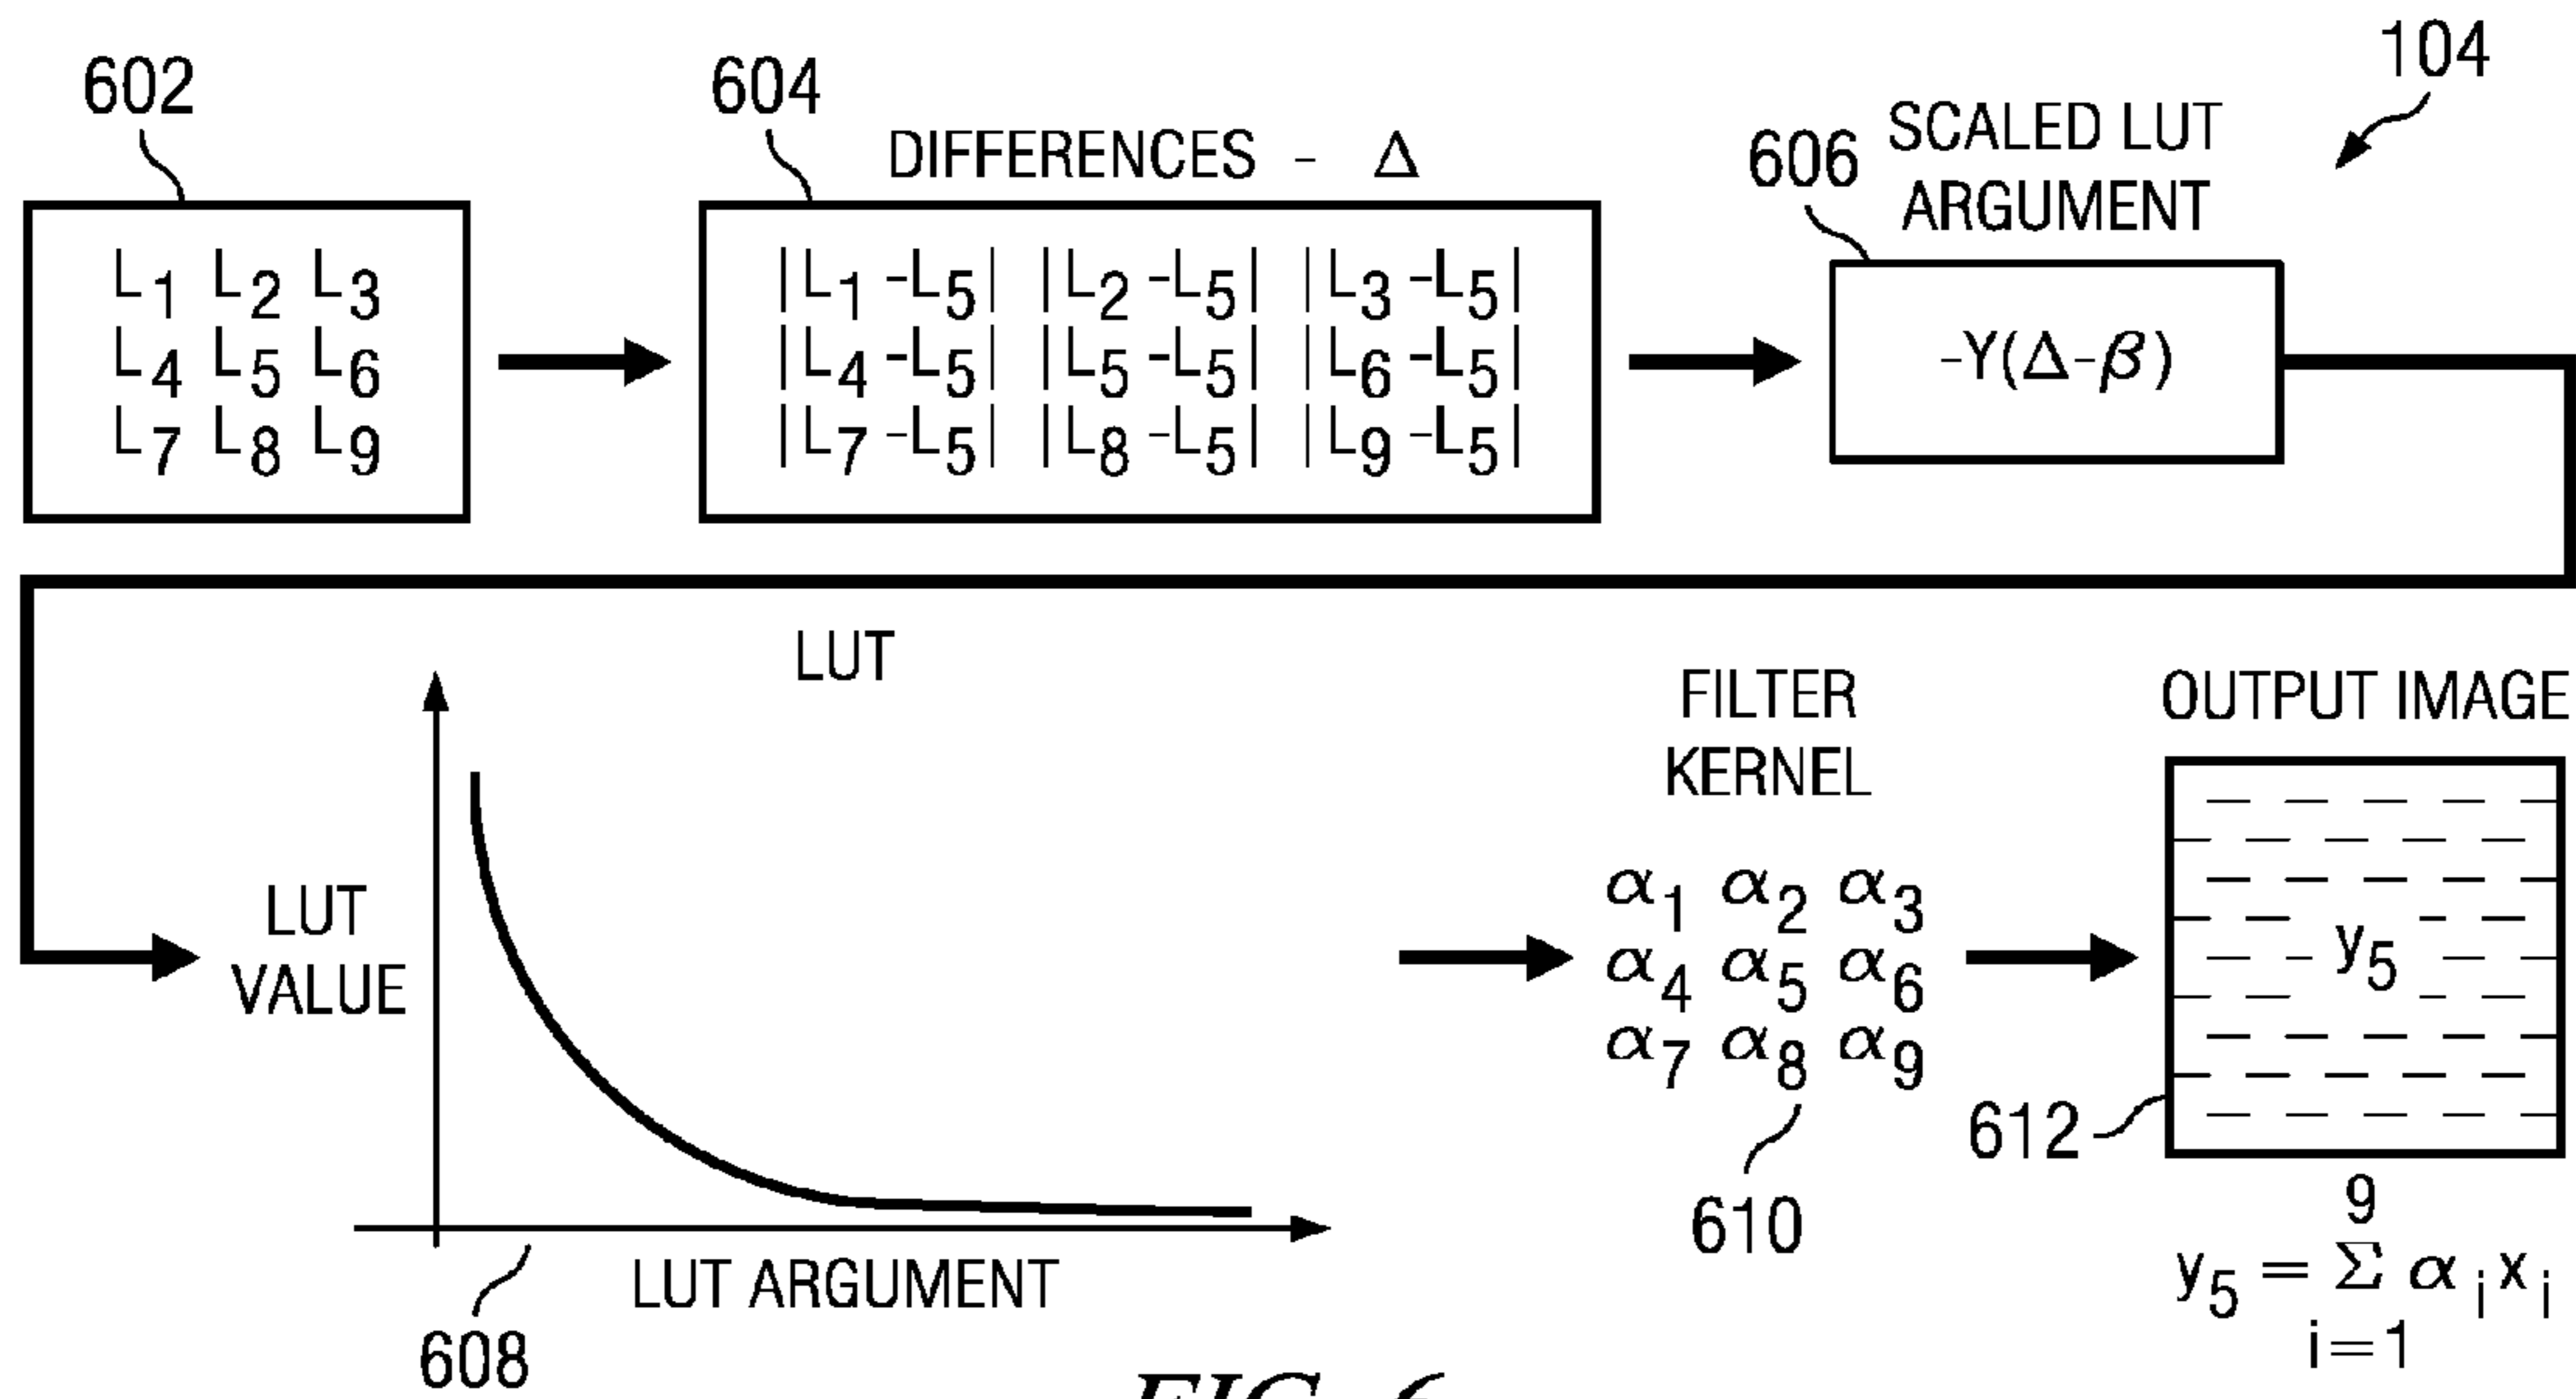 602
604
DIFFERENCES - Δ
606
SCALED LUT
ARGUMENT
104
L1 L2 L3
L4 L5 L6
L7 L8 L9
|L1 -L5| |L2 -L5| |L3 -L5|
|L4 -L5| |L5 -L5| |L6 -L5|
|L7 -L5| |L8 -L5| |L9 -L5|
-Y(Δ-β)
LUT
LUT
VALUE
LUT ARGUMENT
608
FILTER
KERNEL
α1 α2 α3
α4 α5 α6
α7 α8 α9
610
OUTPUT IMAGE
y5
612
9
y5 = Σ αi xi
i=1
FIG. 6